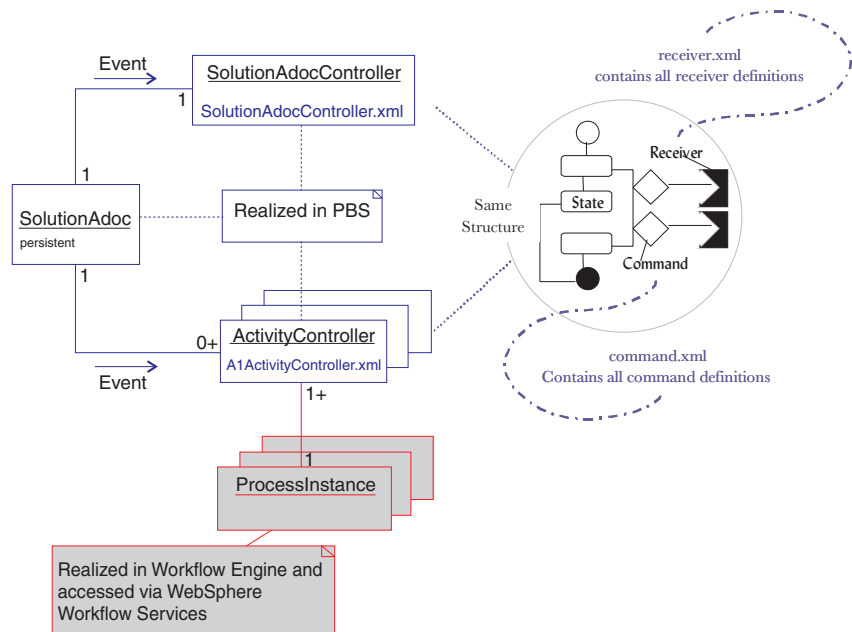 Event
SolutionAdocController
SolutionAdocController.xml
1
1
SolutionAdoc
persistent
1
Realized in PBS
0+
Event
ActivityController
A1ActivityController.xml
1+
1
ProcessInstance
Realized in Workflow Engine and
accessed via WebSphere
Workflow Services
receiver.xml
contains all receiver definitions
Receiver
Same
Structure
State
Command
command.xml
Contains all command definitions